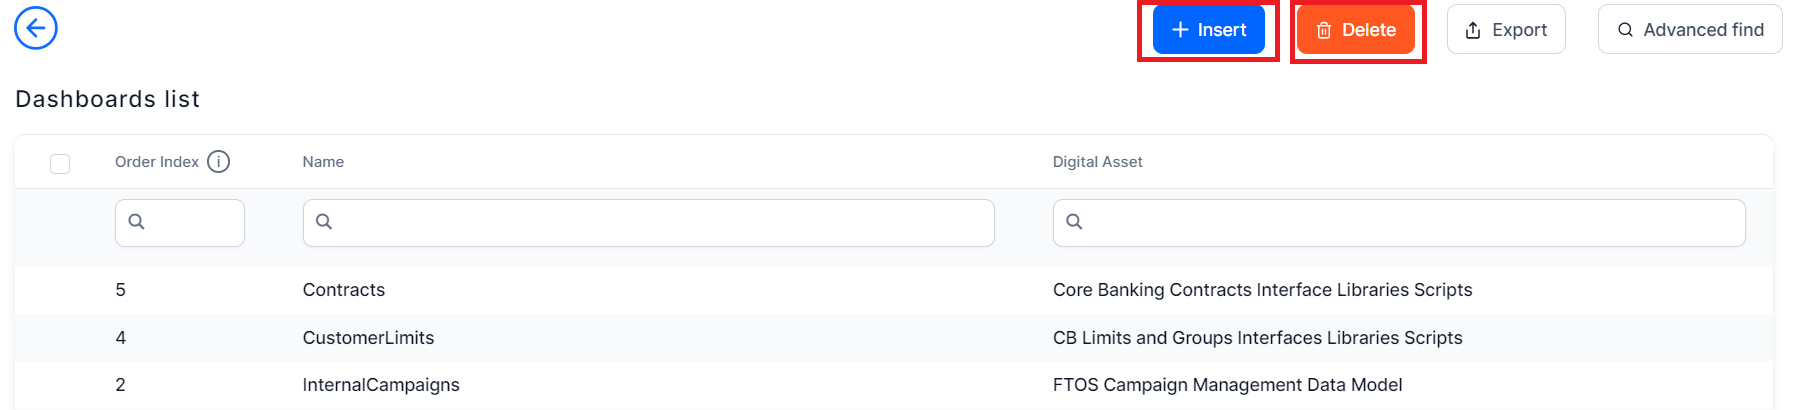 Insert Delete Export Advanced find
Dashboards list
Order Index Name Digital Asset
5 Contracts Core Banking Contracts Interface Libraries Scripts
4 CustomerLimits CB Limits and Groups Interfaces Libraries Scripts
2 InternalCampaigns FTOS Campaign Management Data Model